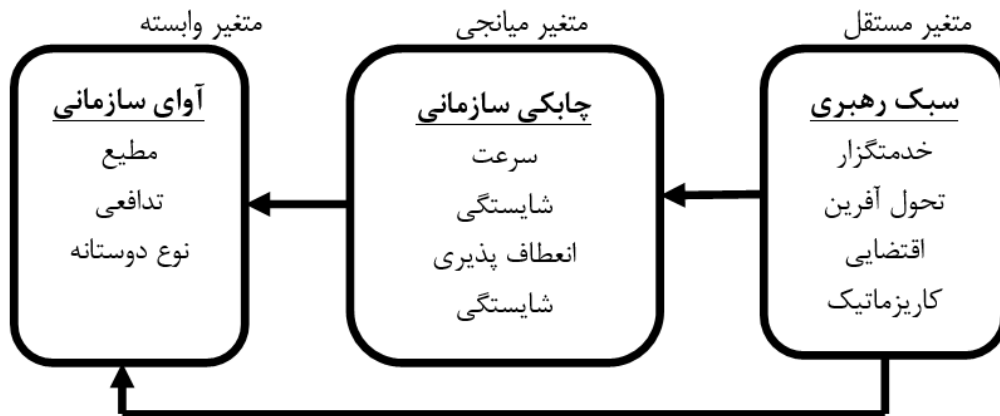 متغیر مستقل
سبک رهبری
خدمتگزار
تحول آفرین
اقتضایی
کاریزماتیک
متغیر میانجی
چابکی سازمانی
سرعت
شایستگی
انعطاف پذیری
شایستگی
متغیر وابسته
آوای سازمانی
مطیع
تدافعی
نوع دوستانه